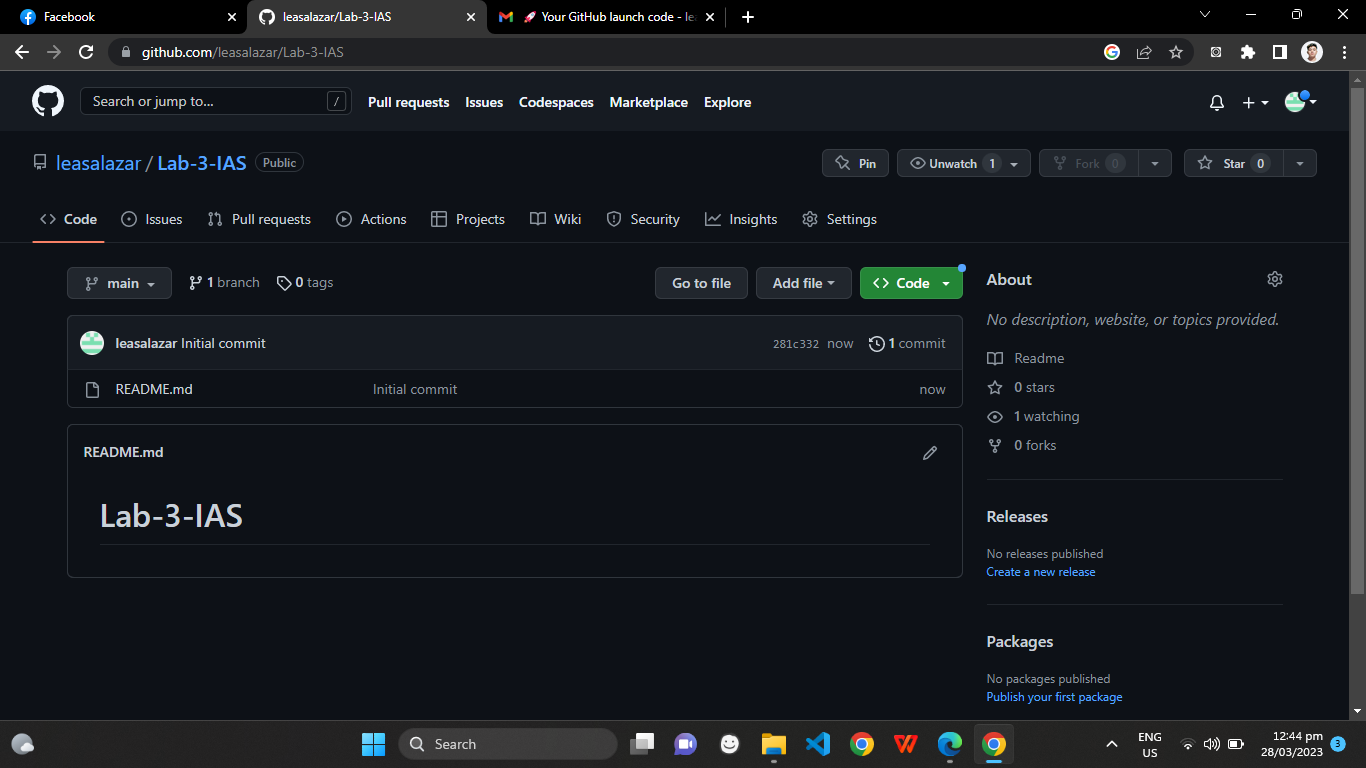 Facebook
leasalazar/Lab-3-IAS
🚀 Your GitHub launch code - lea
github.com/leasalazar/Lab-3-IAS
Search or jump to... /
Pull requests Issues Codespaces Marketplace Explore
leasalazar / Lab-3-IAS Public
Pin
Unwatch 1
Fork 0
Star 0
Code Issues Pull requests Actions Projects Wiki Security Insights Settings
main 1 branch 0 tags
Go to file Add file Code
leasalazar Initial commit 281c332 now 1 commit
README.md Initial commit now
README.md
Lab-3-IAS
About
No description, website, or topics provided.
Readme
0 stars
1 watching
0 forks
Releases
No releases published
Create a new release
Packages
No packages published
Publish your first package
Search
ENG
US
12:44 pm
28/03/2023
3